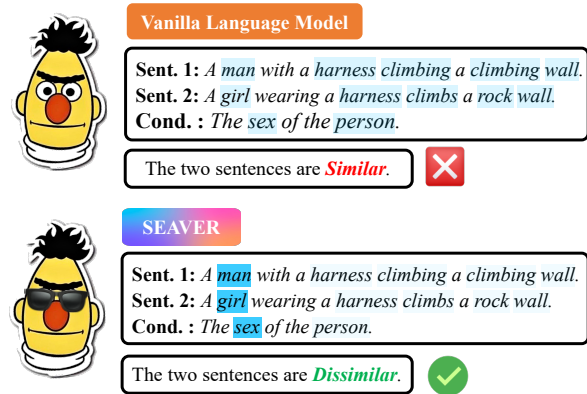 Vanilla Language Model
Sent. 1: A man with a harness climbing a climbing wall.
Sent. 2: A girl wearing a harness climbs a rock wall.
Cond. : The sex of the person.
The two sentences are Similar.
SEAVER
Sent. 1: A man with a harness climbing a climbing wall.
Sent. 2: A girl wearing a harness climbs a rock wall.
Cond. : The sex of the person.
The two sentences are Dissimilar.